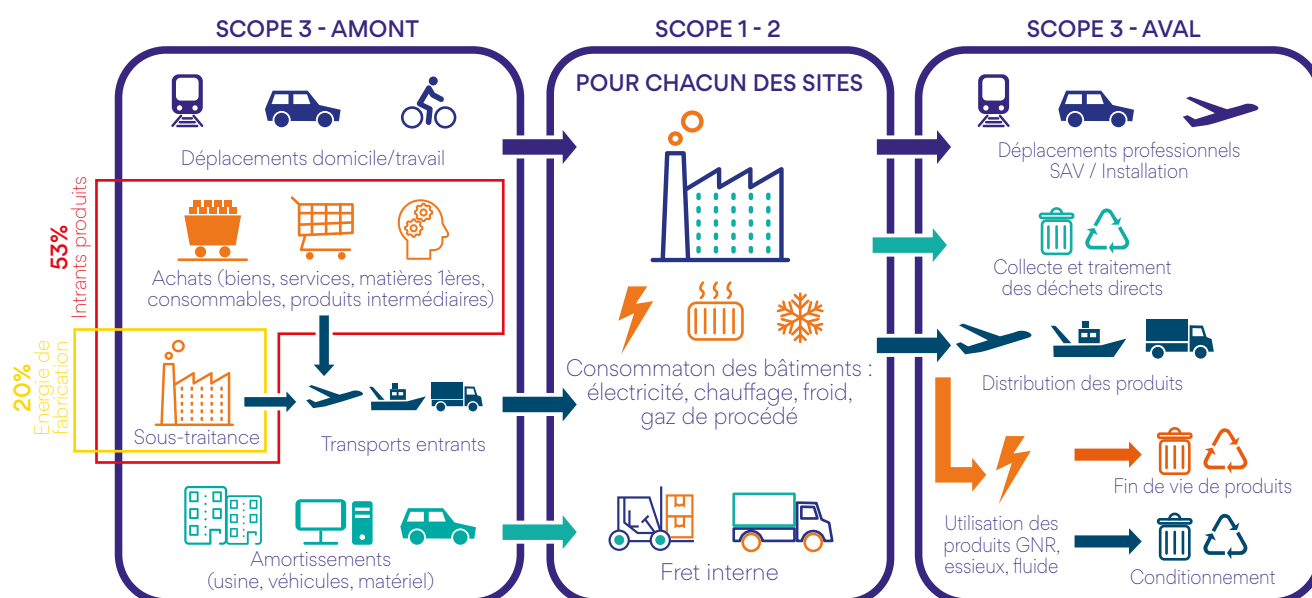 SCOPE 3 - AMONT
Déplacements domicile/travail
53%
Intrants produits
Achats (biens, services, matières 1ères,
consommables, produits intermédiaires)
20%
Energie de
fabrication
Sous-traitance
Transports entrants
Amortissements
(usine, véhicules, matériel)
SCOPE 1 - 2
POUR CHACUN DES SITES
Consommaton des bâtiments :
électricité, chauffage, froid,
gaz de procédé
Fret interne
SCOPE 3 - AVAL
Déplacements professionnels
SAV / Installation
Collecte et traitement
des déchets directs
Distribution des produits
Utilisation des
produits GNR,
essieux, fluide
Fin de vie de produits
Conditionnement